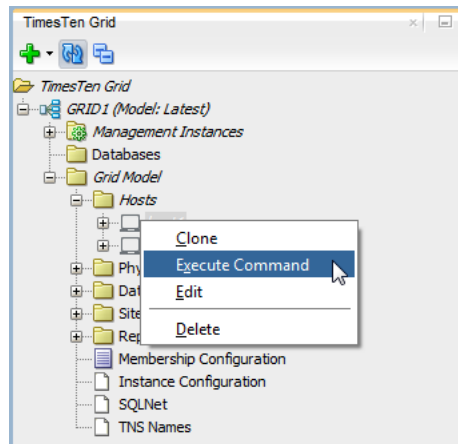 TimesTen Grid
TimesTen Grid
GRID1 (Model: Latest)
Management Instances
Databases
Grid Model
Hosts
Clone
Execute Command
Edit
Delete
Membership Configuration
Instance Configuration
SQLNet
TNS Names